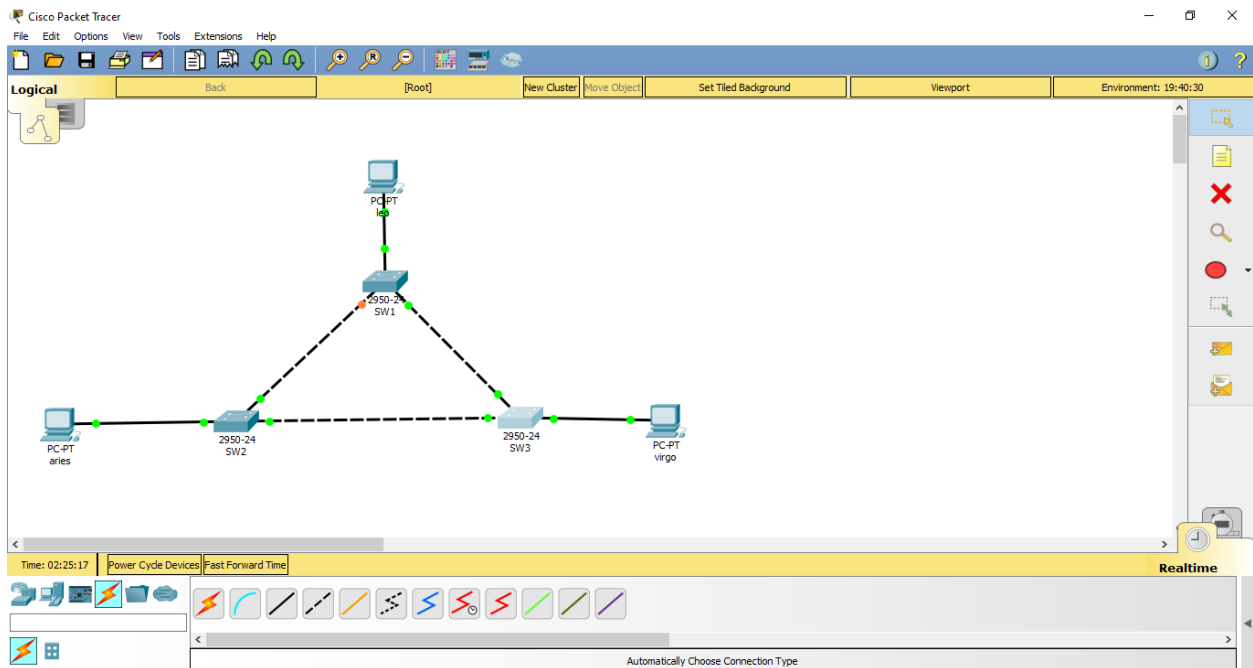 Cisco Packet Tracer
File Edit Options View Tools Extensions Help
Logical Back [Root] New Cluster Move Object Set Tiled Background Viewport Environment: 19:40:30
PC-PT
leo
2950-24
SW1
2950-24
SW2
2950-24
SW3
PC-PT
aries
PC-PT
virgo
Time: 02:25:17 Power Cycle Devices Fast Forward Time
Realtime
Automatically Choose Connection Type